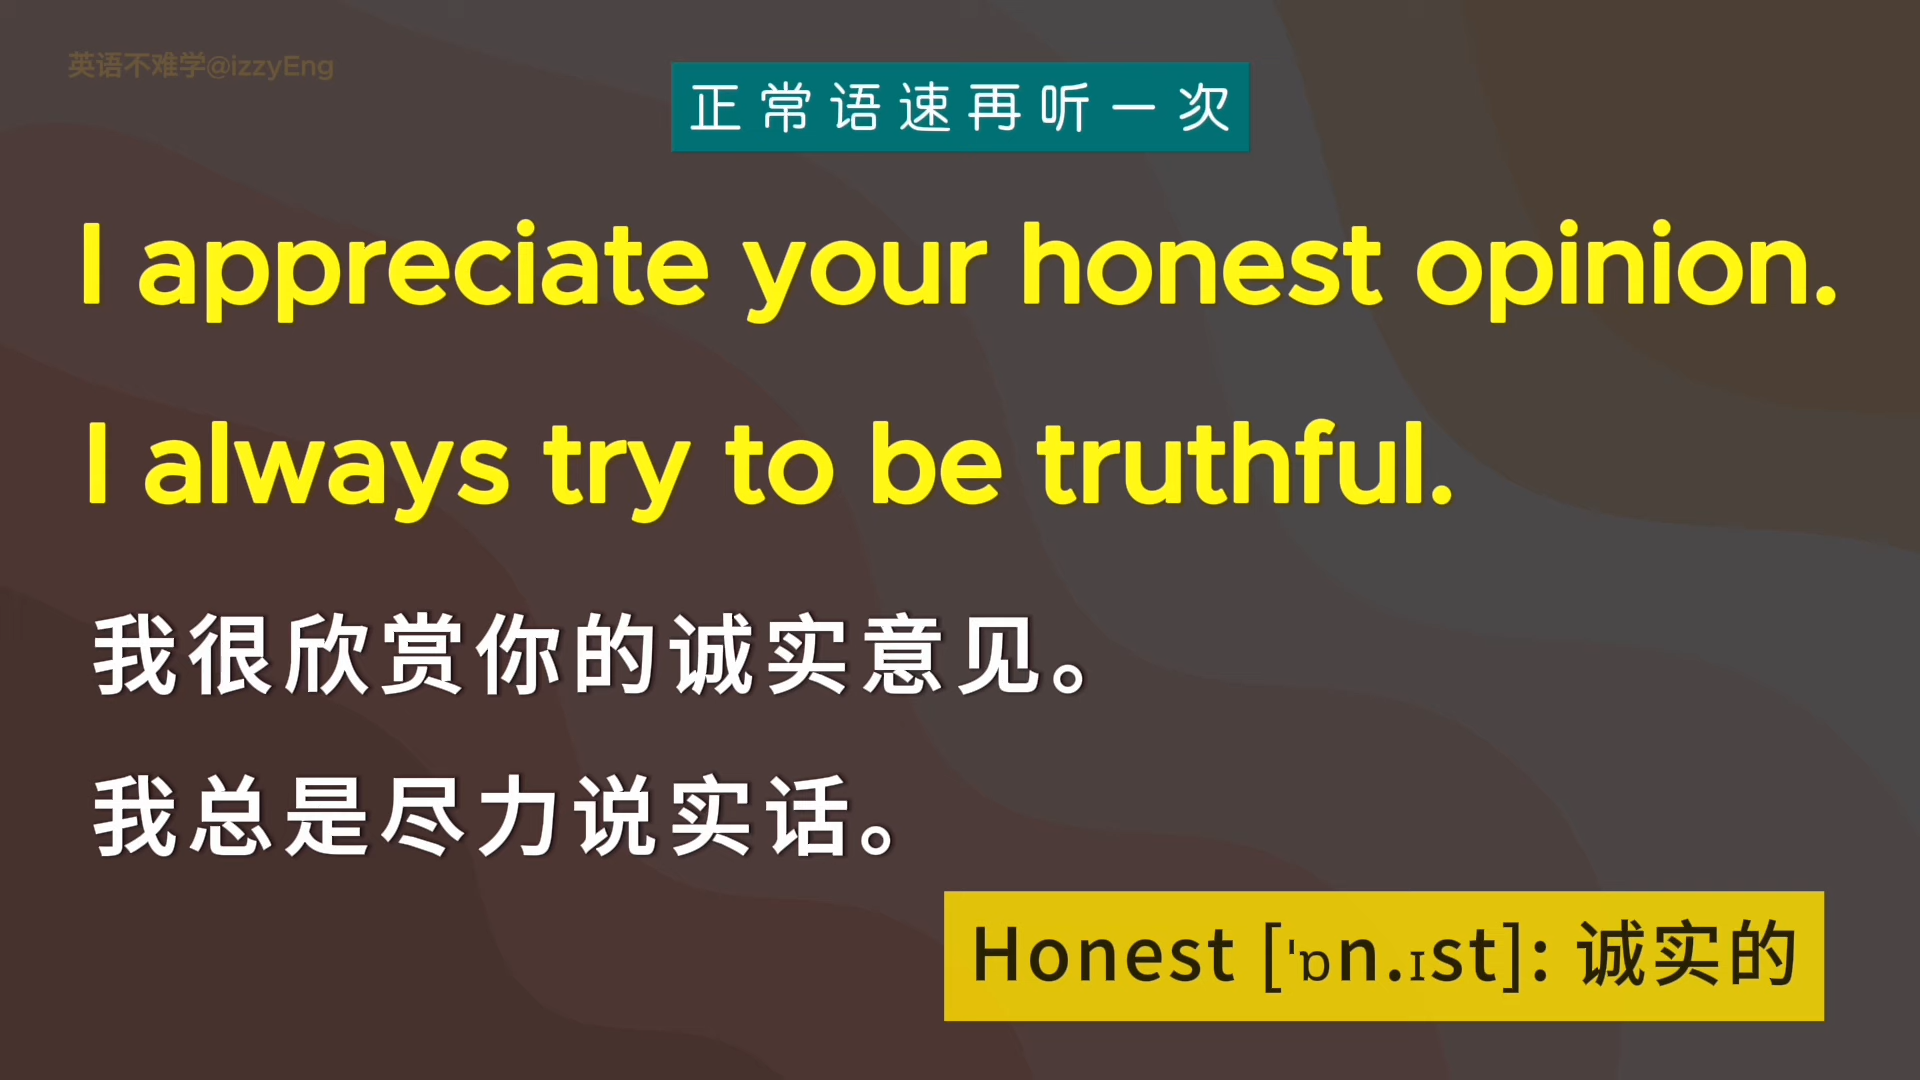 英语不难学@izzyEng
正常语速再听一次
I appreciate your honest opinion.
I always try to be truthful.
我很欣赏你的诚实意见。
我总是尽力说实话。
Honest [ˈɒn.ɪst]: 诚实的